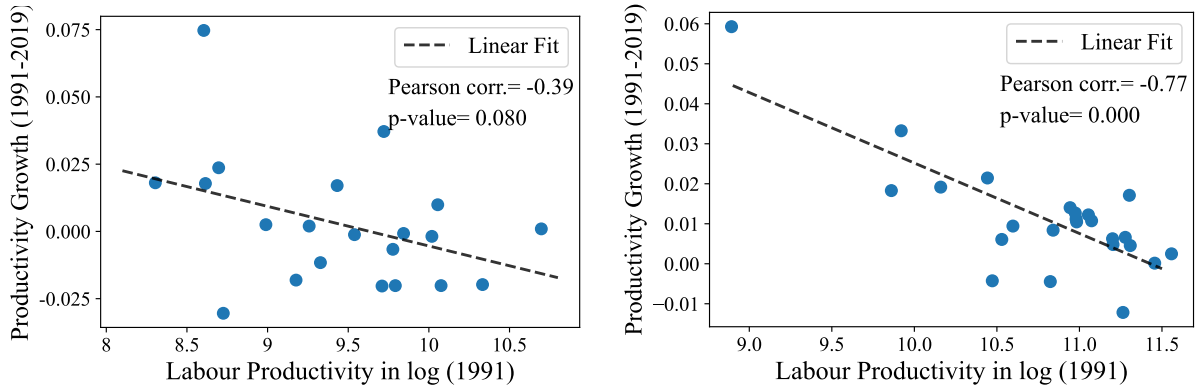 Productivity Growth (1991-2019)
0.075
0.050
0.025
0.000
-0.025
Linear Fit
Pearson corr.= -0.39
p-value= 0.080
8
8.5
9
9.5
10
10.5
Labour Productivity in log (1991)
Productivity Growth (1991-2019)
0.06
0.05
0.04
0.03
0.02
0.01
0.00
−0.01
Linear Fit
Pearson corr.= -0.77
p-value= 0.000
9.0
9.5
10.0
10.5
11.0
11.5
Labour Productivity in log (1991)